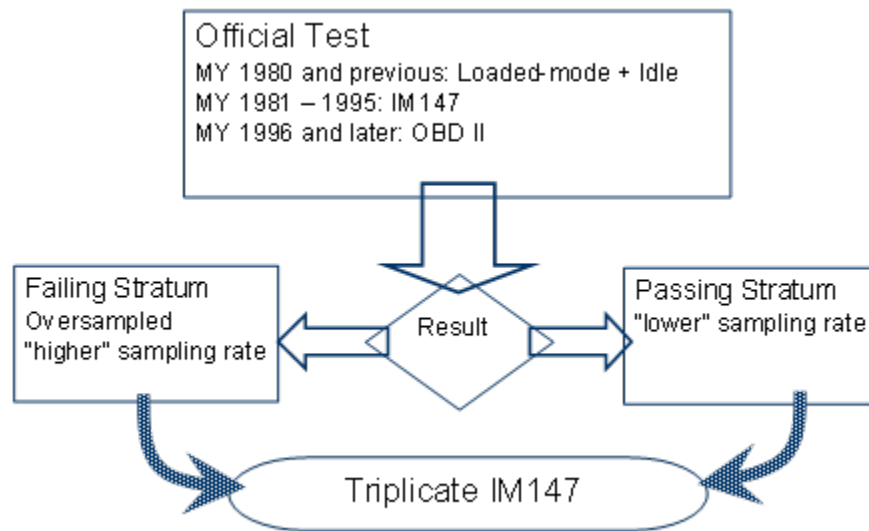 Official Test
MY 1980 and previous: Loaded-mode + Idle
MY 1981 – 1995: IM147
MY 1996 and later: OBD II
Failing Stratum
Oversampled
"higher" sampling rate
Result
Passing Stratum
"lower" sampling rate
Triplicate IM147